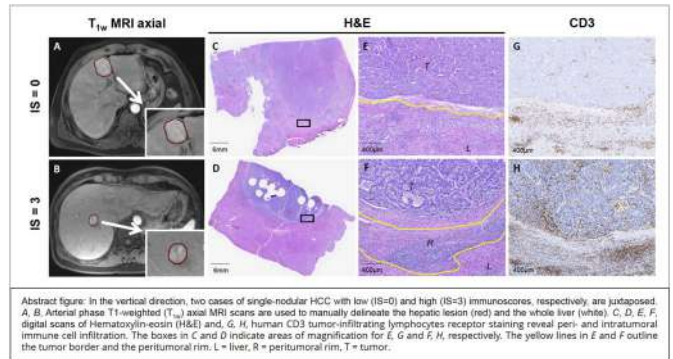 T1w MRI axial
H&E
CD3
IS = 0
A
C
E
T
L
G
6mm
400µm
400µm
IS = 3
B
D
F
T
R
L
H
6mm
400µm
400µm
Abstract figure: In the vertical direction, two cases of single-nodular HCC with low (IS=0) and high (IS=3) immunoscores, respectively, are juxtaposed.
A, B, Arterial phase T1-weighted (T1w) axial MRI scans are used to manually delineate the hepatic lesion (red) and the whole liver (white). C, D, E, F,
digital scans of Hematoxylin-eosin (H&E) and, G, H, human CD3 tumor-infiltrating lymphocytes receptor staining reveal peri- and intratumoral
immune cell infiltration. The boxes in C and D indicate areas of magnification for E, G and F, H, respectively. The yellow lines in E and F outline
the tumor border and the peritumoral rim. L = liver, R = peritumoral rim, T = tumor.